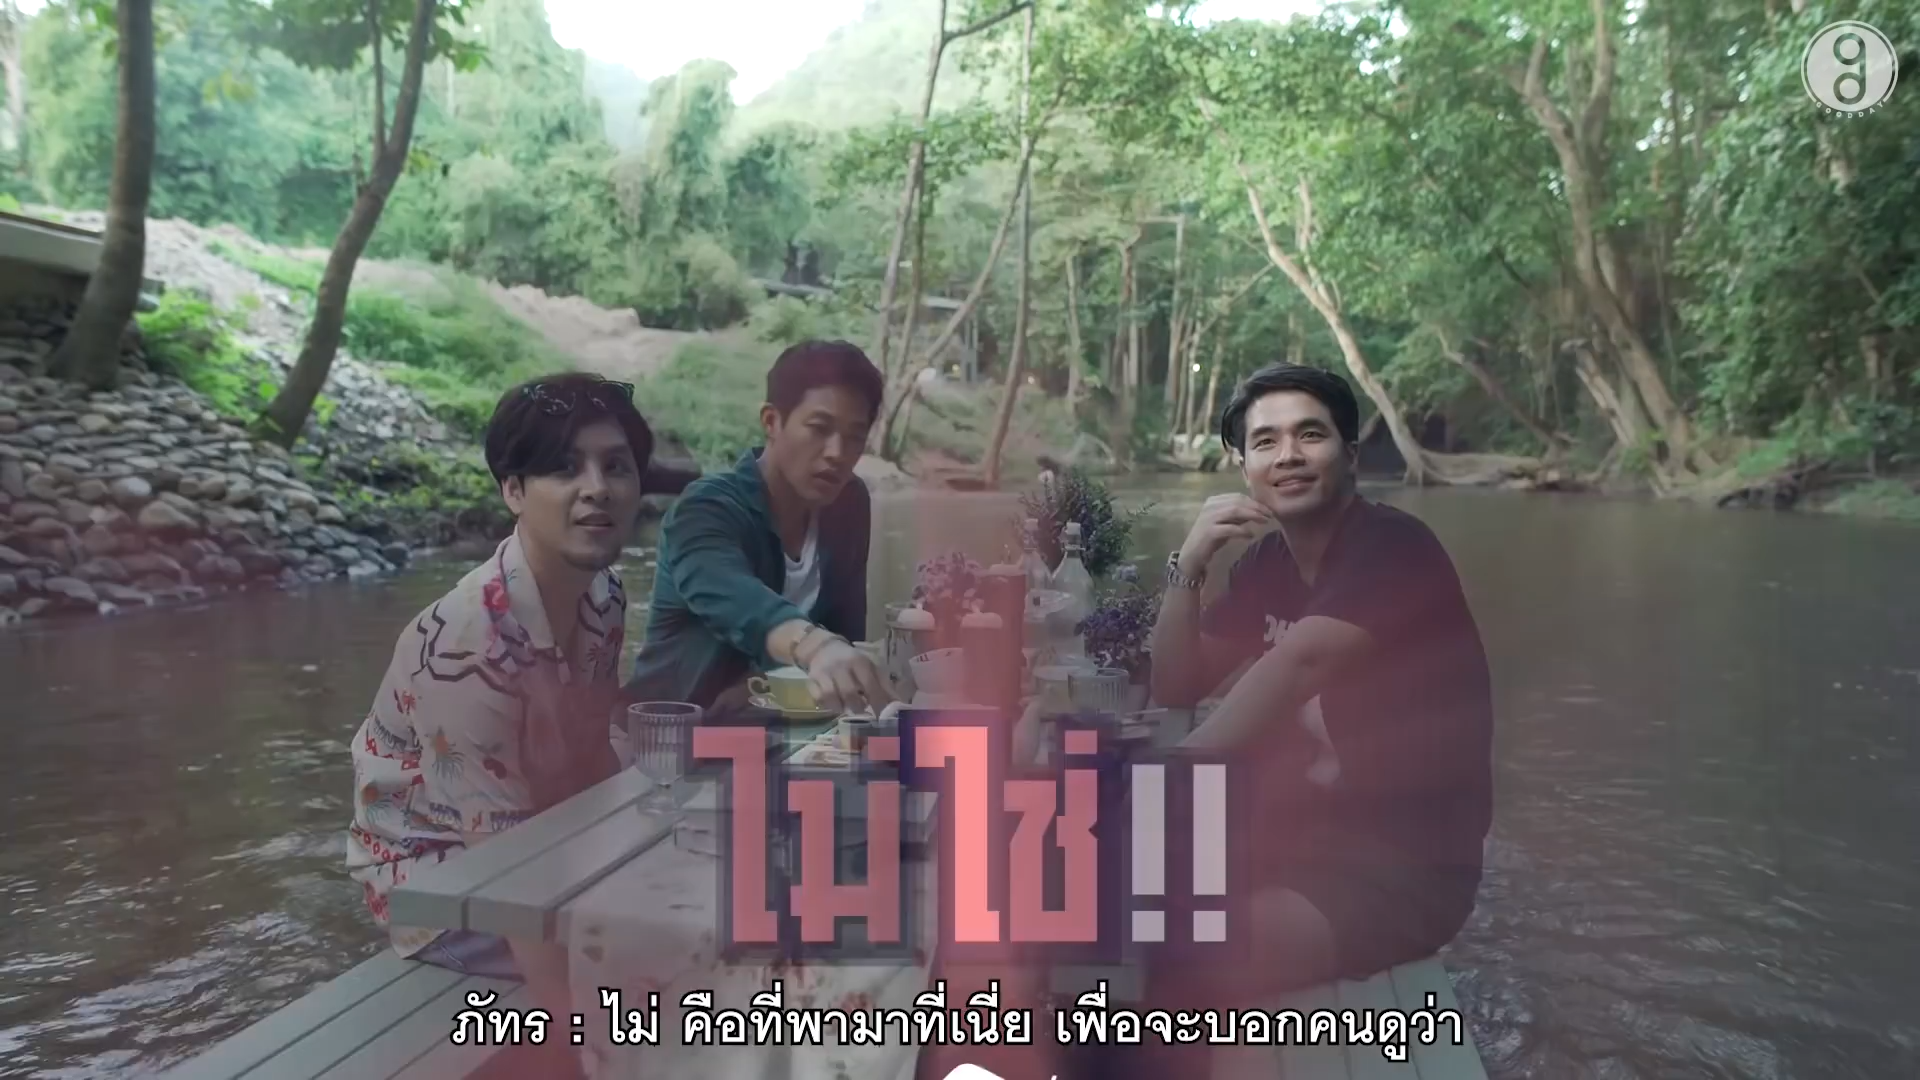 GOODDAY
ไม่ใช่!!
ภัทร : ไม่ คือที่พามาที่เนี่ย เพื่อจะบอกคนดูว่า